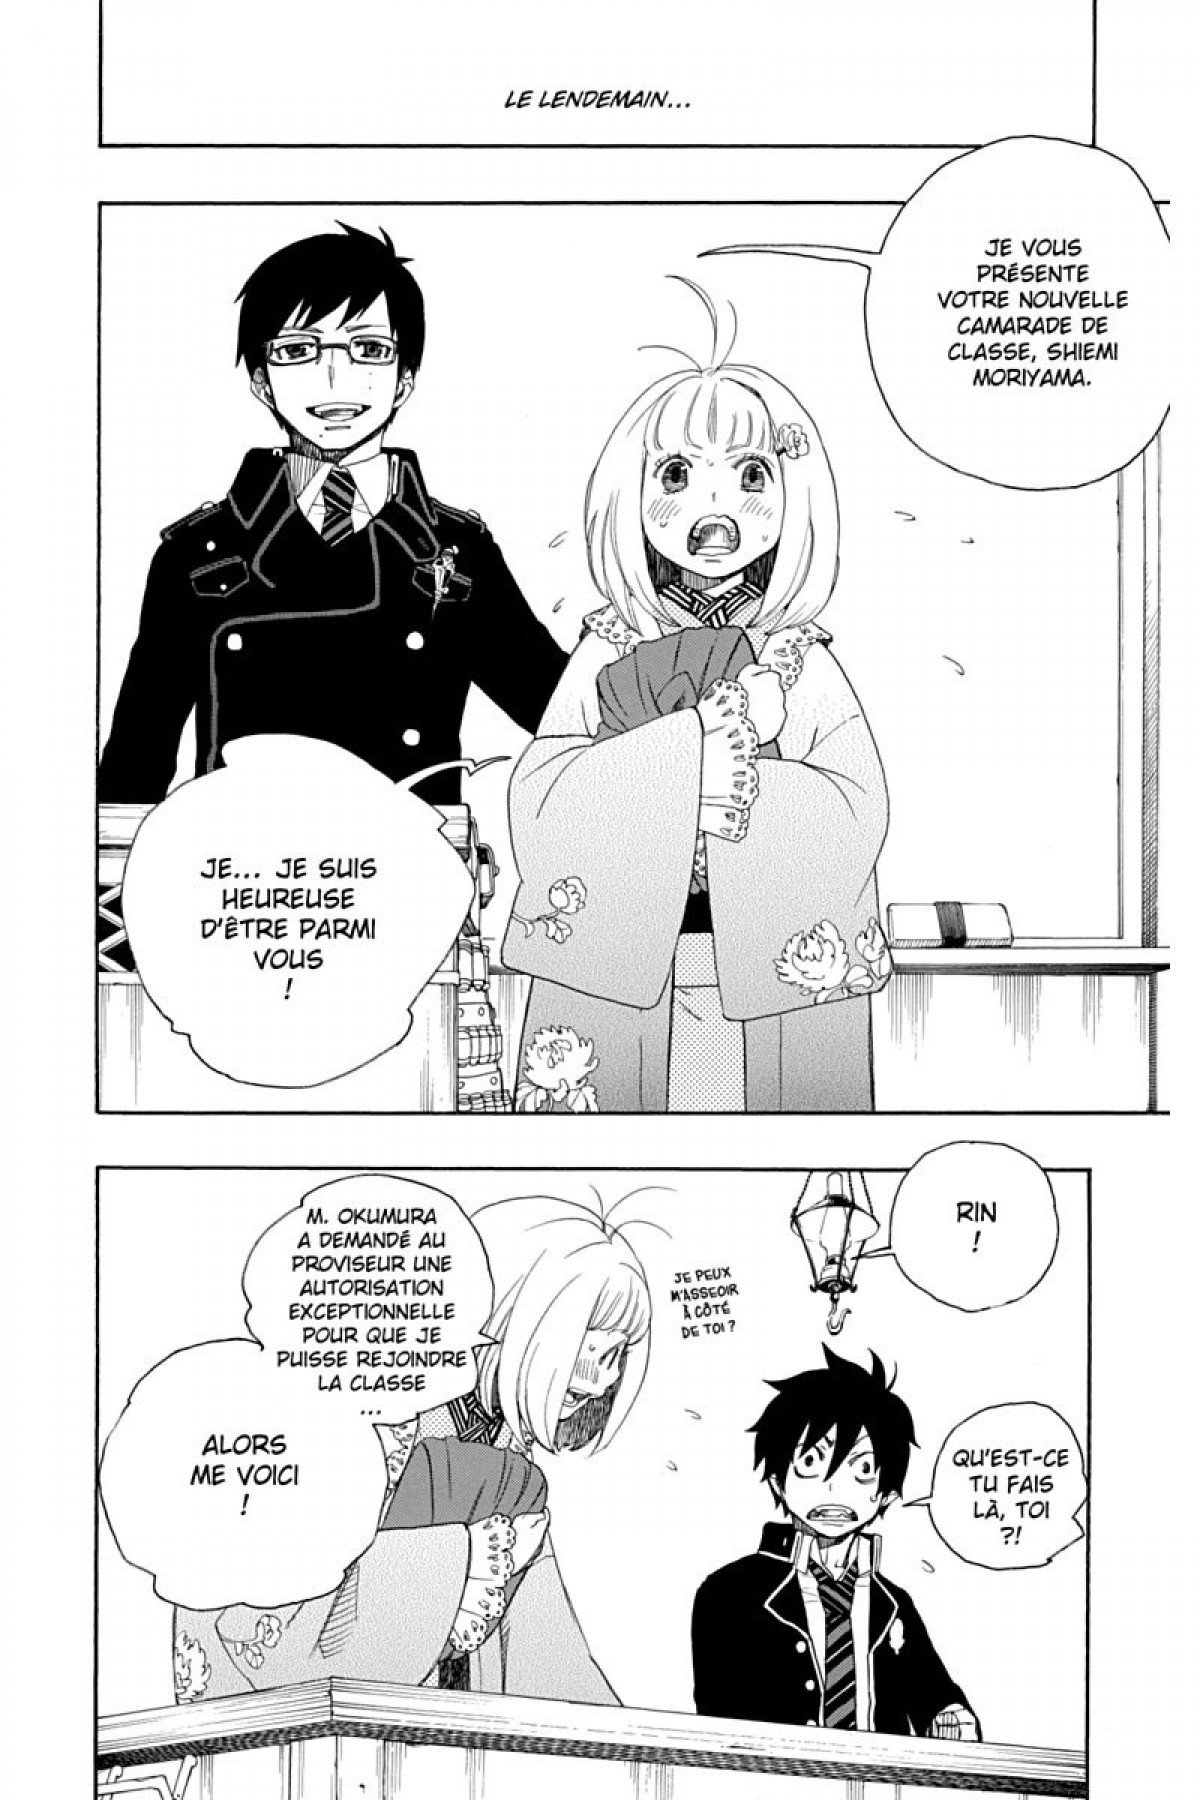 LE LENDEMAIN...
JE VOUS
PRÉSENTE
VOTRE NOUVELLE
CAMARADE DE
CLASSE, SHIEMI
MORIYAMA.
JE... JE SUIS
HEUREUSE
D'ÊTRE PARMI
VOUS
!
RIN
!
M. OKUMURA
A DEMANDÉ AU
PROVISEUR UNE
AUTORISATION
EXCEPTIONNELLE
POUR QUE JE
PUISSE REJOINDRE
LA CLASSE
...
ALORS
ME VOICI
!
JE PEUX
M'ASSEOIR
À CÔTÉ
DE TOI ?
QU'EST-CE
TU FAIS
LÀ, TOI
?!